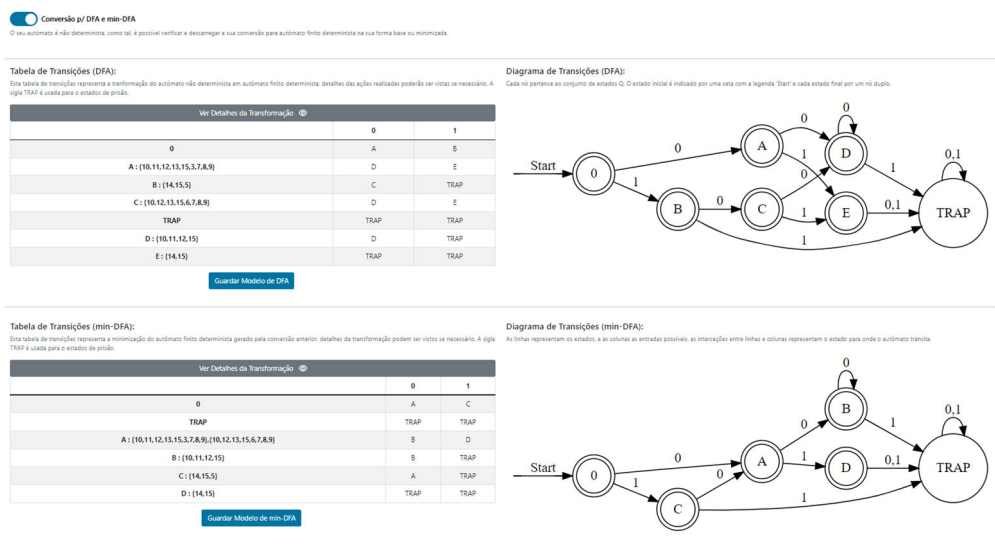 Conversão p/ DFA e min-DFA
O seu autómato é não determinista, como tal, é possível verificar e descarregar a sua conversão para autómato finito determinista na sua forma base ou minimizada.
Tabela de Transições (DFA):
Esta tabela de transições representa a tranformação do autómato não determinista em autómato finito determinista, detalhes das ações realizadas poderão ser vistas se necessário. A
sigla TRAP é usada para o estados de prisão.
Ver Detalhes da Transformação
0 1
0 A B
A : {10,11,12,13,15,3,7,8,9} D E
B : {14,15,5} C TRAP
C : {10,12,13,15,6,7,8,9} D E
TRAP TRAP TRAP
D : {10,11,12,15} D TRAP
E : {14,15} TRAP TRAP
Guardar Modelo de DFA
Diagrama de Transições (DFA):
Cada nó pertence ao conjunto de estados Q. O estado inicial é indicado por uma seta com a legenda 'Start' e cada estado final por um nó duplo.
0
0
A D
0 1 1 0,1
Start 0
1 0
B 0 C 1 E 0,1 TRAP
1
Tabela de Transições (min-DFA):
Esta tabela de transições representa a minimização do autómato finito determinista gerado pela conversão anterior, detalhes da transformação podem ser vistos se necessário. A sigle
TRAP é usada para o estados de prisão.
Ver Detalhes da Transformação
0 1
0 A C
TRAP TRAP TRAP
A : {10,11,12,13,15,3,7,8,9},{10,12,13,15,6,7,8,9} B D
B : {10,11,12,15} B TRAP
C : {14,15,5} A TRAP
D : {14,15} TRAP TRAP
Guardar Modelo de min-DFA
Diagrama de Transições (min-DFA):
As linhas representam os estados, e as colunas as entradas possíveis, as interceções entre linhas e colunas representam o estado para onde o autómato transita.
0
B
0 1 0,1
Start 0 0 A 1 D 0,1 TRAP
1 0
C 1